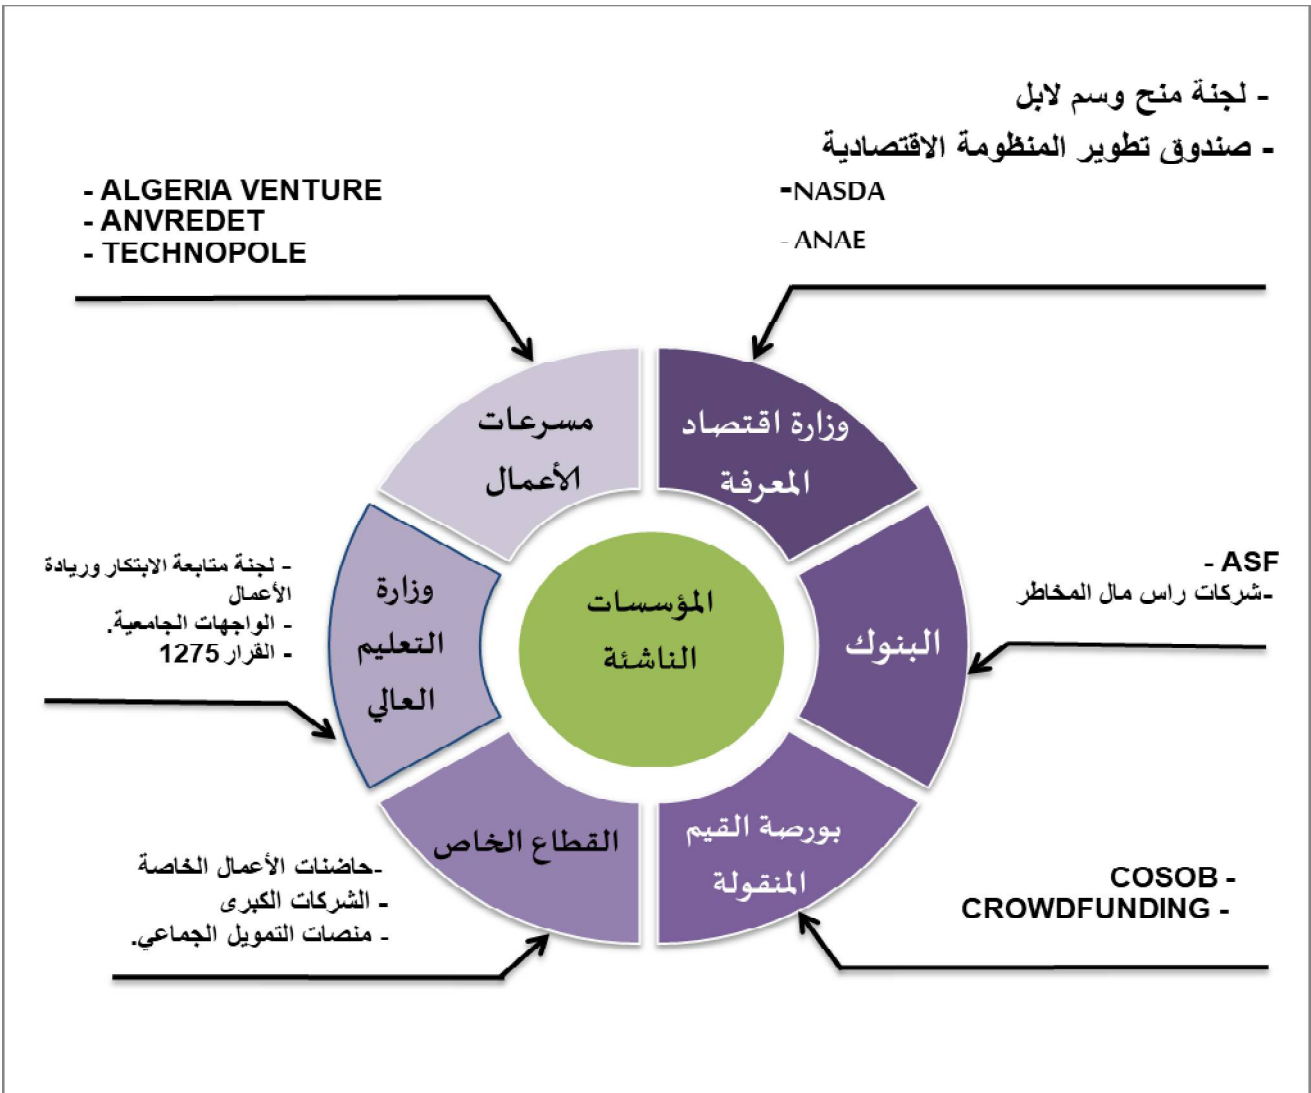 - لجنة منح وسم لابل
- صندوق تطوير المنظومة الاقتصادية
-NASDA
- ANAE
- ALGERIA VENTURE
- ANVREDET
- TECHNOPOLE
وزارة اقتصاد
المعرفة
مسرعات
الأعمال
- ASF
-شركات راس مال المخاطر
البنوك
المؤسسات
الناشئة
وزارة
التعليم
العالي
- لجنة متابعة الابتكار وريادة
الأعمال
- الواجهات الجامعية.
- القرار 1275
بورصة القيم
المنقولة
القطاع الخاص
COSOB -
CROWDFUNDING -
-حاضنات الأعمال الخاصة
- الشركات الكبرى
- منصات التمويل الجماعي.